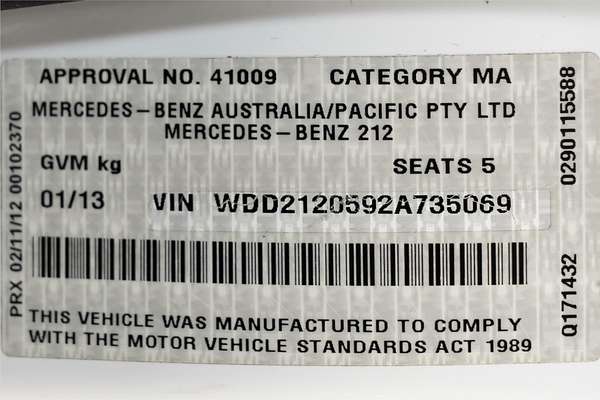 APPROVAL NO. 41009 CATEGORY MA
MERCEDES-BENZ AUSTRALIA/PACIFIC PTY LTD
MERCEDES-BENZ 212
GVM kg SEATS 5
01/13 VIN WDD2120592A735069
THIS VEHICLE WAS MANUFACTURED TO COMPLY
WITH THE MOTOR VEHICLE STANDARDS ACT 1989
PRX 02/11/12 00102370
0290115588
Q171432